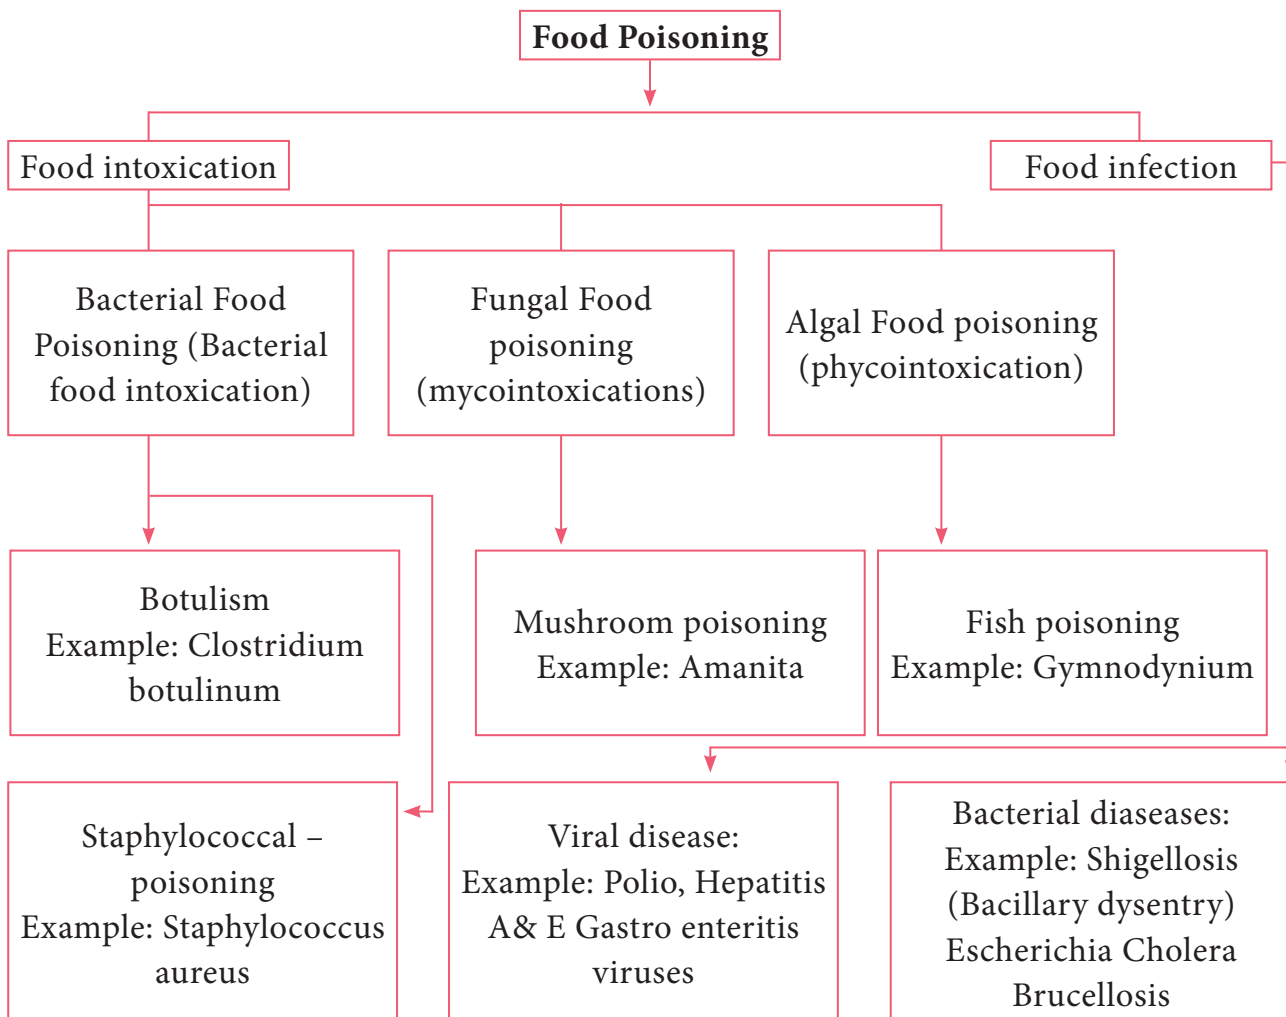 Food Poisoning
Food intoxication
Food infection
Bacterial Food
Poisoning (Bacterial
food intoxication)
Fungal Food
poisoning
(mycointoxications)
Algal Food poisoning
(phycointoxication)
Botulism
Example: Clostridium
botulinum
Mushroom poisoning
Example: Amanita
Fish poisoning
Example: Gymnodynium
Staphylococcal –
poisoning
Example: Staphylococcus
aureus
Viral disease:
Example: Polio, Hepatitis
A& E Gastro enteritis
viruses
Bacterial diaseases:
Example: Shigellosis
(Bacillary dysentry)
Escherichia Cholera
Brucellosis